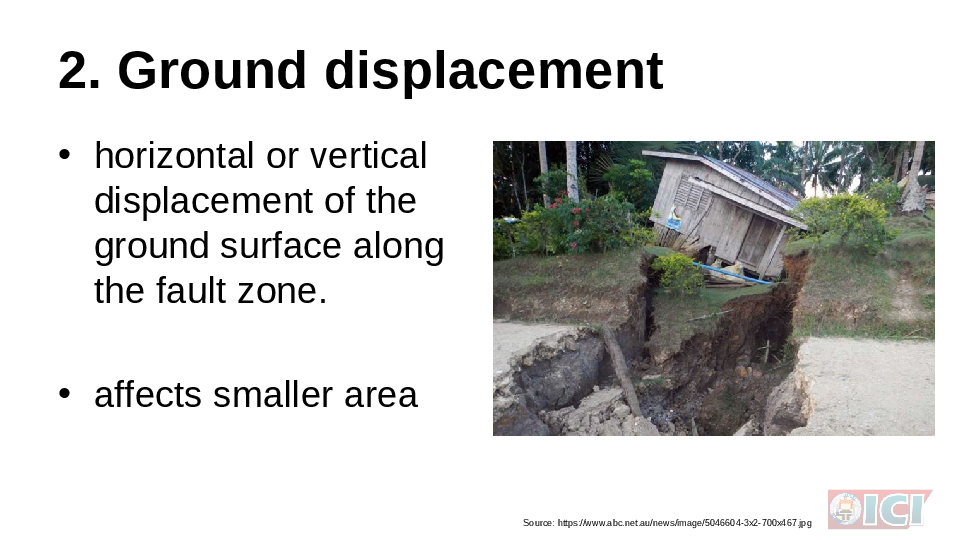 2. Ground displacement
• horizontal or vertical
displacement of the
ground surface along
the fault zone.
• affects smaller area
Source: https://www.abc.net.au/news/image/5046604-3x2-700x467.jpg
ICI